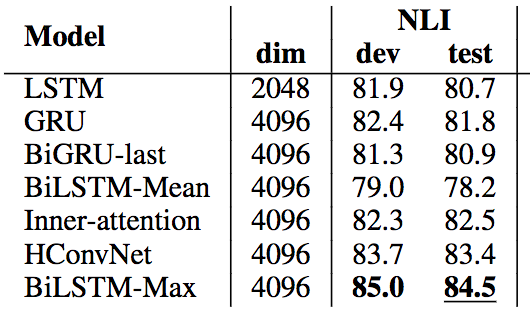 NLI
Model dim dev test
LSTM 2048 81.9 80.7
GRU 4096 82.4 81.8
BiGRU-last 4096 81.3 80.9
BiLSTM-Mean 4096 79.0 78.2
Inner-attention 4096 82.3 82.5
HConvNet 4096 83.7 83.4
BiLSTM-Max 4096 85.0 84.5